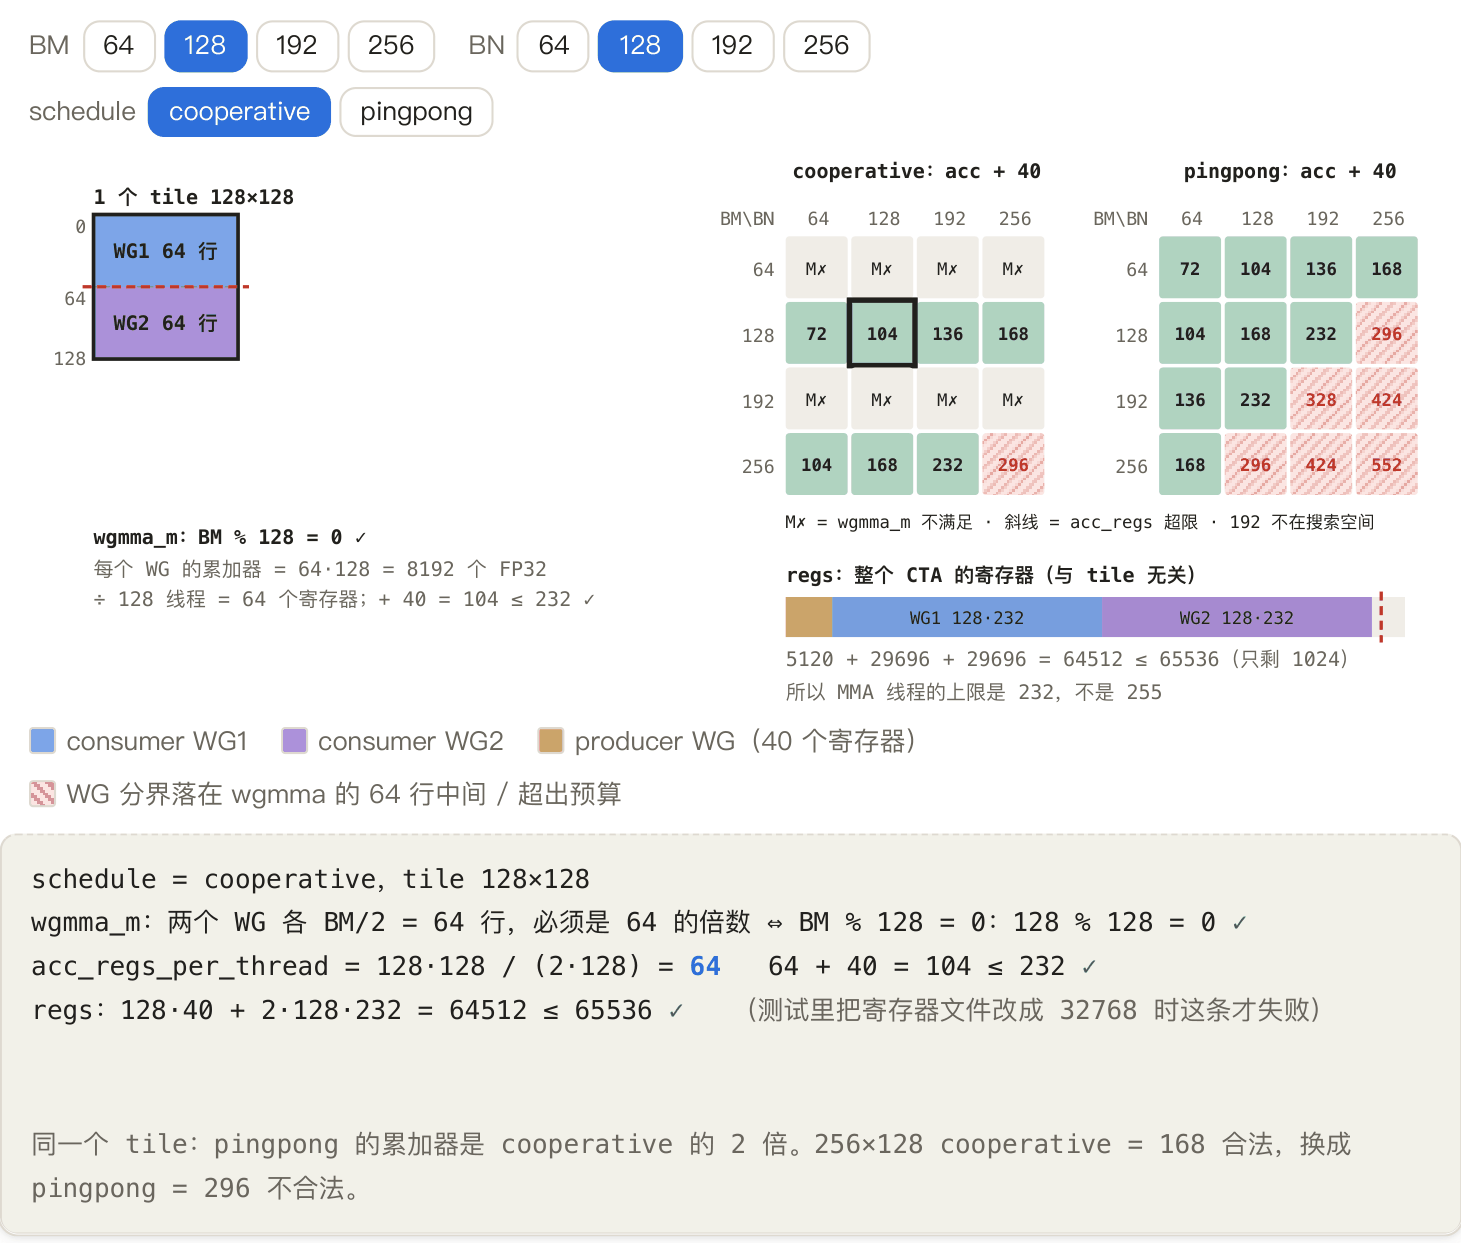 BM 64 128 192 256 BN 64 128 192 256
schedule cooperative pingpong
1 个 tile 128×128
0
WG1 64 行
64
WG2 64 行
128
wgmma_m: BM % 128 = 0 ✓
每个 WG 的累加器 = 64·128 = 8192 个 FP32
÷ 128 线程 = 64 个寄存器; + 40 = 104 ≤ 232 ✓
cooperative: acc + 40
BM\BN 64 128 192 256
64 M✗ M✗ M✗ M✗
128 72 104 136 168
192 M✗ M✗ M✗ M✗
256 104 168 232 296
pingpong: acc + 40
BM\BN 64 128 192 256
64 72 104 136 168
128 104 168 232 296
192 136 232 328 424
256 168 296 424 552
M✗ = wgmma_m 不满足 · 斜线 = acc_regs 超限 · 192 不在搜索空间
regs: 整个 CTA 的寄存器（与 tile 无关）
WG1 128·232 WG2 128·232
5120 + 29696 + 29696 = 64512 ≤ 65536（只剩 1024）
所以 MMA 线程的上限是 232，不是 255
consumer WG1 consumer WG2 producer WG（40 个寄存器）
WG 分界落在 wgmma 的 64 行中间 / 超出预算
schedule = cooperative, tile 128×128
wgmma_m: 两个 WG 各 BM/2 = 64 行，必须是 64 的倍数 ⇔ BM % 128 = 0: 128 % 128 = 0 ✓
acc_regs_per_thread = 128·128 / (2·128) = 64 64 + 40 = 104 ≤ 232 ✓
regs: 128·40 + 2·128·232 = 64512 ≤ 65536 ✓ （测试里把寄存器文件改成 32768 时这条才失败）
同一个 tile: pingpong 的累加器是 cooperative 的 2 倍。256×128 cooperative = 168 合法，换成
pingpong = 296 不合法。